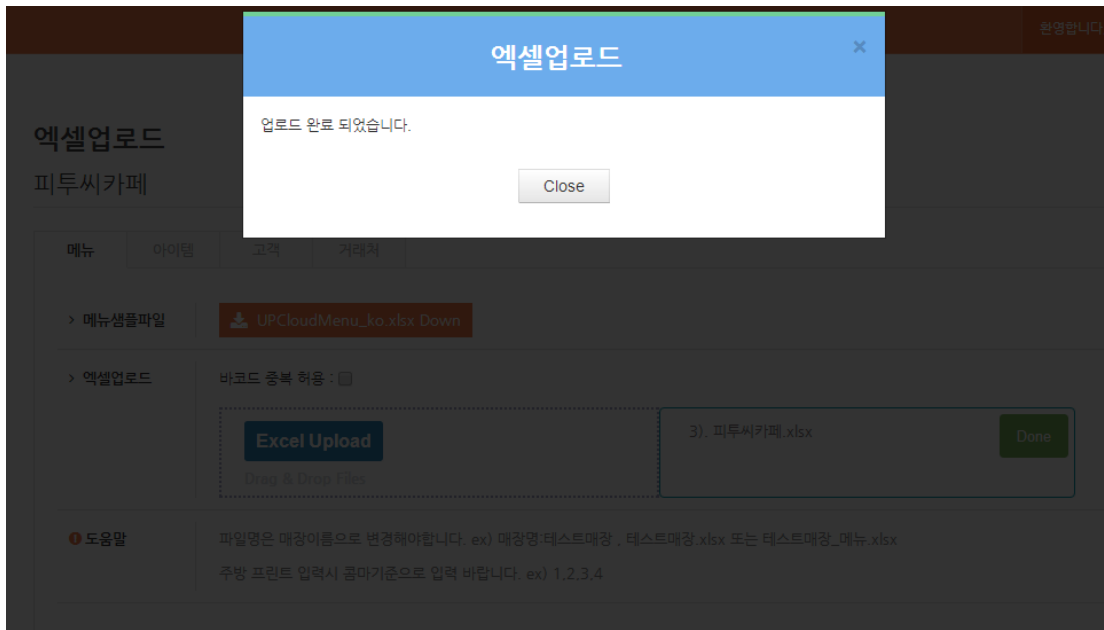 환영합니다
엑셀업로드
×
업로드 완료 되었습니다.
Close
엑셀업로드
피투씨카페
메뉴 아이템 고객 거래처
> 메뉴샘플파일 UPCloudMenu_ko.xlsx Down
> 엑셀업로드 바코드 중복 허용 :
Excel Upload
Drag & Drop Files
3). 피투씨카페.xlsx Done
도움말 파일명은 매장이름으로 변경해야합니다. ex) 매장명:테스트매장 , 테스트매장.xlsx 또는 테스트매장_메뉴.xlsx
주방 프린트 입력시 콤마기준으로 입력 바랍니다. ex) 1,2,3,4